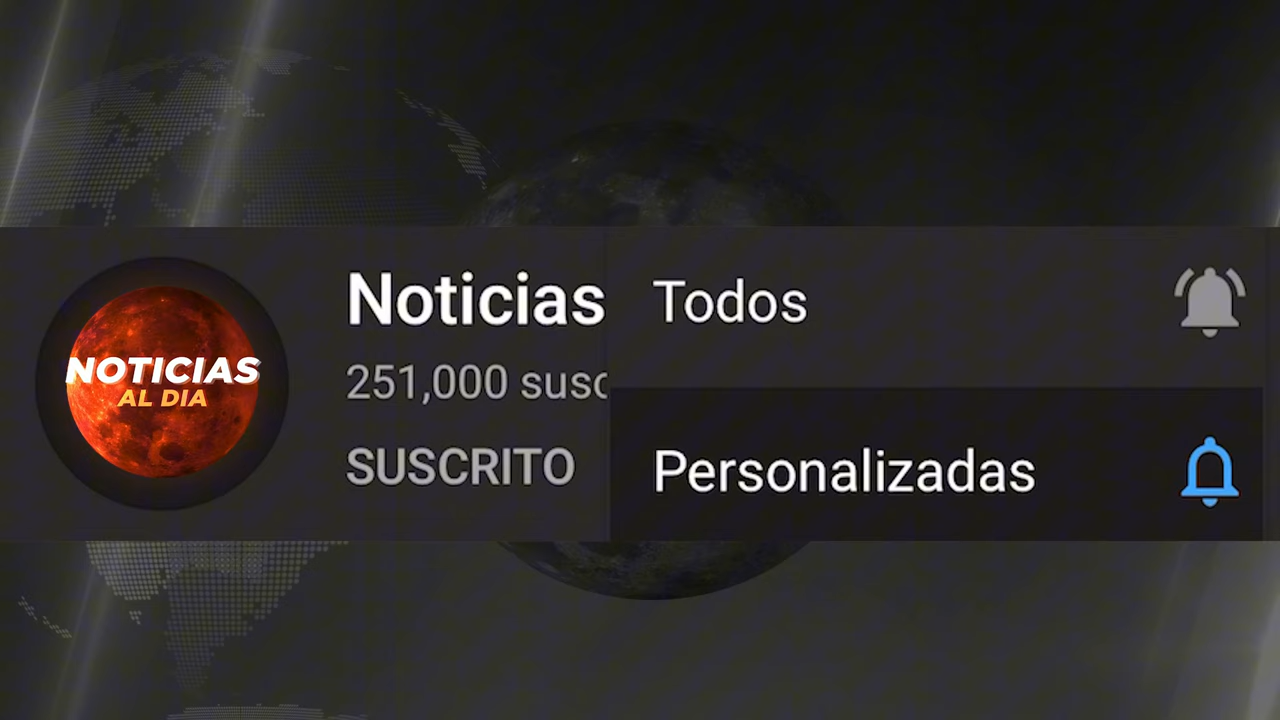 NOTICIAS
AL DIA
Noticias
251,000 susc
SUSCRITO
Todos
Personalizadas